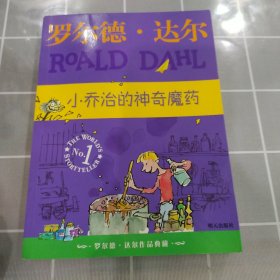 罗尔德·达尔
ROALD DAHL
小乔治的神奇魔药
THE WORLD'S
No.1
STORYTELLER
明天出版社
罗尔德·达尔作品典藏